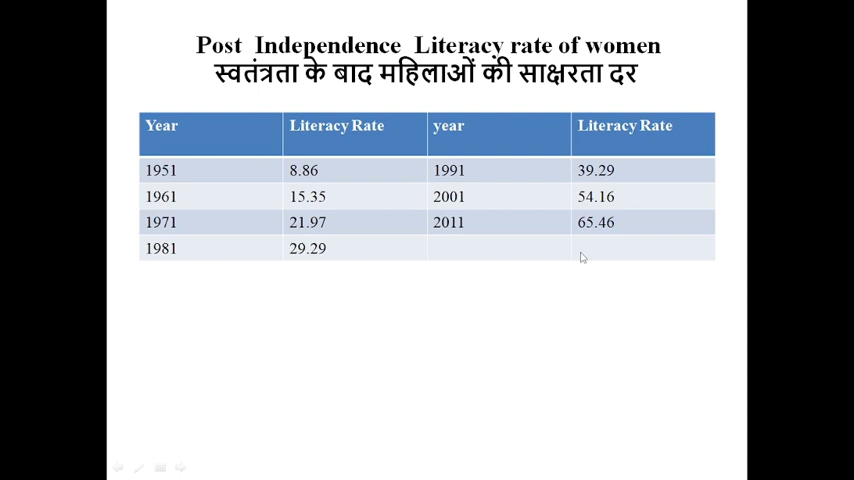 Post Independence Literacy rate of women
स्वतंत्रता के बाद महिलाओं की साक्षरता दर
Year Literacy Rate year Literacy Rate
1951 8.86 1991 39.29
1961 15.35 2001 54.16
1971 21.97 2011 65.46
1981 29.29